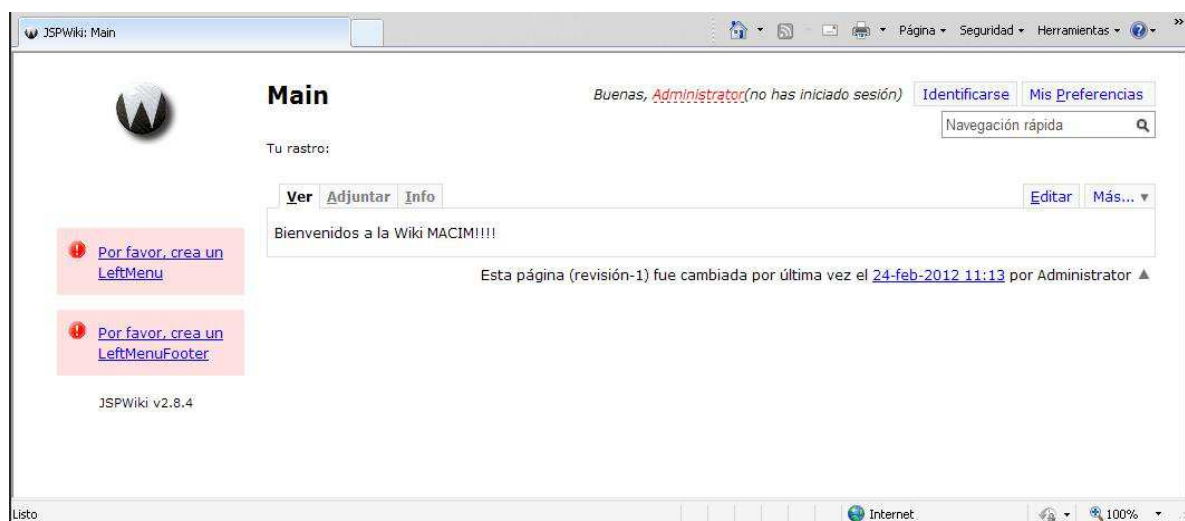 JSPWiki: Main
Página Seguridad Herramientas »
W
Main
Buenas, Administrator(no has iniciado sesión) Identificarse Mis Preferencias
Navegación rápida
Tu rastro:
Ver Adjuntar Info Editar Más...
Bienvenidos a la Wiki MACIM!!!!
Esta página (revisión-1) fue cambiada por última vez el 24-feb-2012 11:13 por Administrator
Por favor, crea un
LeftMenu
Por favor, crea un
LeftMenuFooter
JSPWiki v2.8.4
Listo Internet 100%